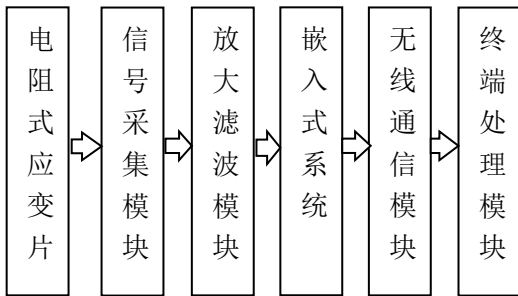 电阻式应变片
信号采集模块
放大滤波模块
嵌入式系统
无线通信模块
终端处理模块